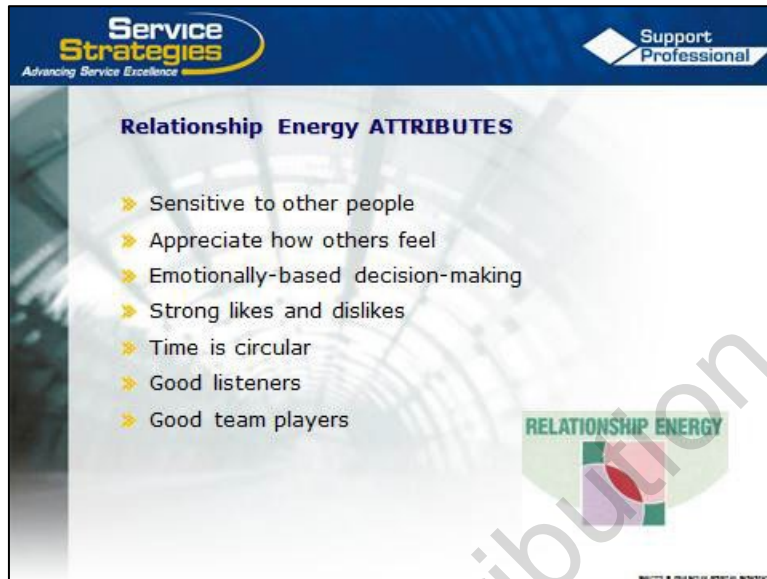 Service
Strategies
Advancing Service Excellence
Support
Professional
Relationship Energy ATTRIBUTES
Sensitive to other people
Appreciate how others feel
Emotionally-based decision-making
Strong likes and dislikes
Time is circular
Good listeners
Good team players
RELATIONSHIP ENERGY